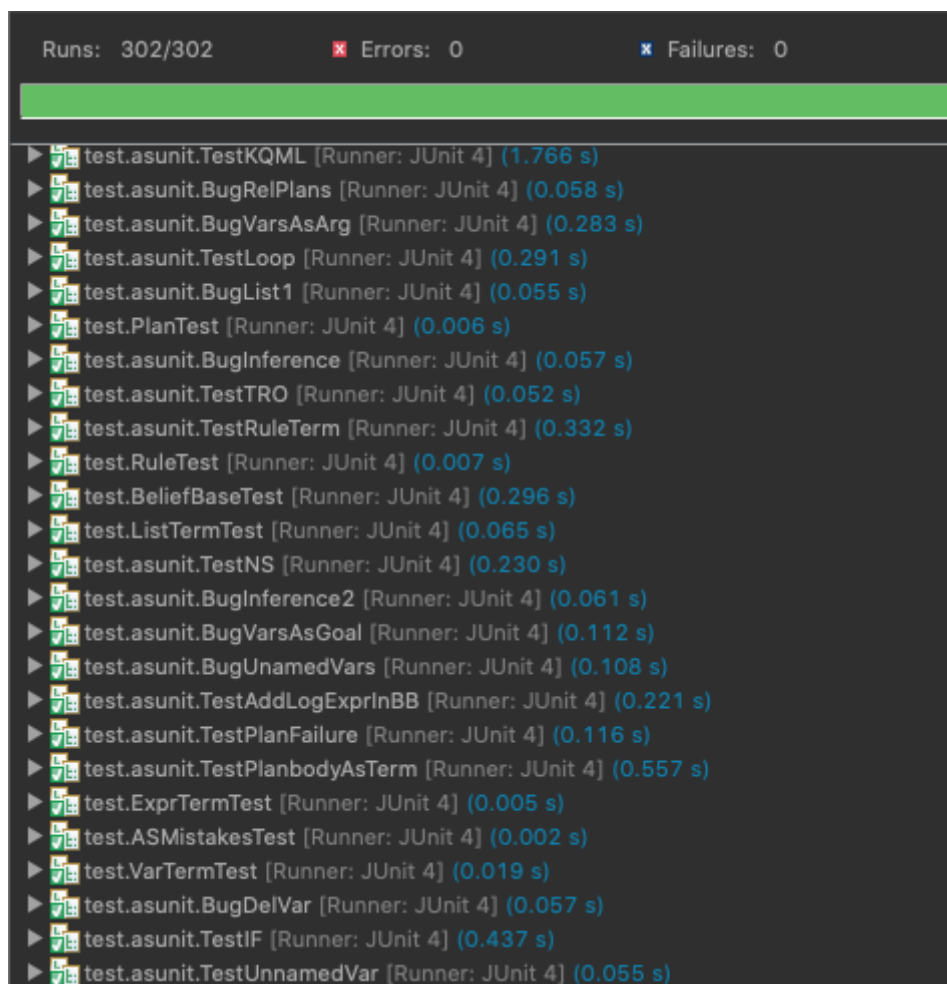 Runs: 302/302 Errors: 0 Failures: 0
test.asunit.TestKQML [Runner: JUnit 4] (1.766 s)
test.asunit.BugRelPlans [Runner: JUnit 4] (0.058 s)
test.asunit.BugVarsAsArg [Runner: JUnit 4] (0.283 s)
test.asunit.TestLoop [Runner: JUnit 4] (0.291 s)
test.asunit.BugList1 [Runner: JUnit 4] (0.055 s)
test.PlanTest [Runner: JUnit 4] (0.006 s)
test.asunit.BugInference [Runner: JUnit 4] (0.057 s)
test.asunit.TestTRO [Runner: JUnit 4] (0.052 s)
test.asunit.TestRuleTerm [Runner: JUnit 4] (0.332 s)
test.RuleTest [Runner: JUnit 4] (0.007 s)
test.BeliefBaseTest [Runner: JUnit 4] (0.296 s)
test.ListTermTest [Runner: JUnit 4] (0.065 s)
test.asunit.TestNS [Runner: JUnit 4] (0.230 s)
test.asunit.BugInference2 [Runner: JUnit 4] (0.061 s)
test.asunit.BugVarsAsGoal [Runner: JUnit 4] (0.112 s)
test.asunit.BugUnamedVars [Runner: JUnit 4] (0.108 s)
test.asunit.TestAddLogExprInBB [Runner: JUnit 4] (0.221 s)
test.asunit.TestPlanFailure [Runner: JUnit 4] (0.116 s)
test.asunit.TestPlanbodyAsTerm [Runner: JUnit 4] (0.557 s)
test.ExprTermTest [Runner: JUnit 4] (0.005 s)
test.ASMistakesTest [Runner: JUnit 4] (0.002 s)
test.VarTermTest [Runner: JUnit 4] (0.019 s)
test.asunit.BugDelVar [Runner: JUnit 4] (0.057 s)
test.asunit.TestIF [Runner: JUnit 4] (0.437 s)
test.asunit.TestUnnamedVar [Runner: JUnit 4] (0.055 s)